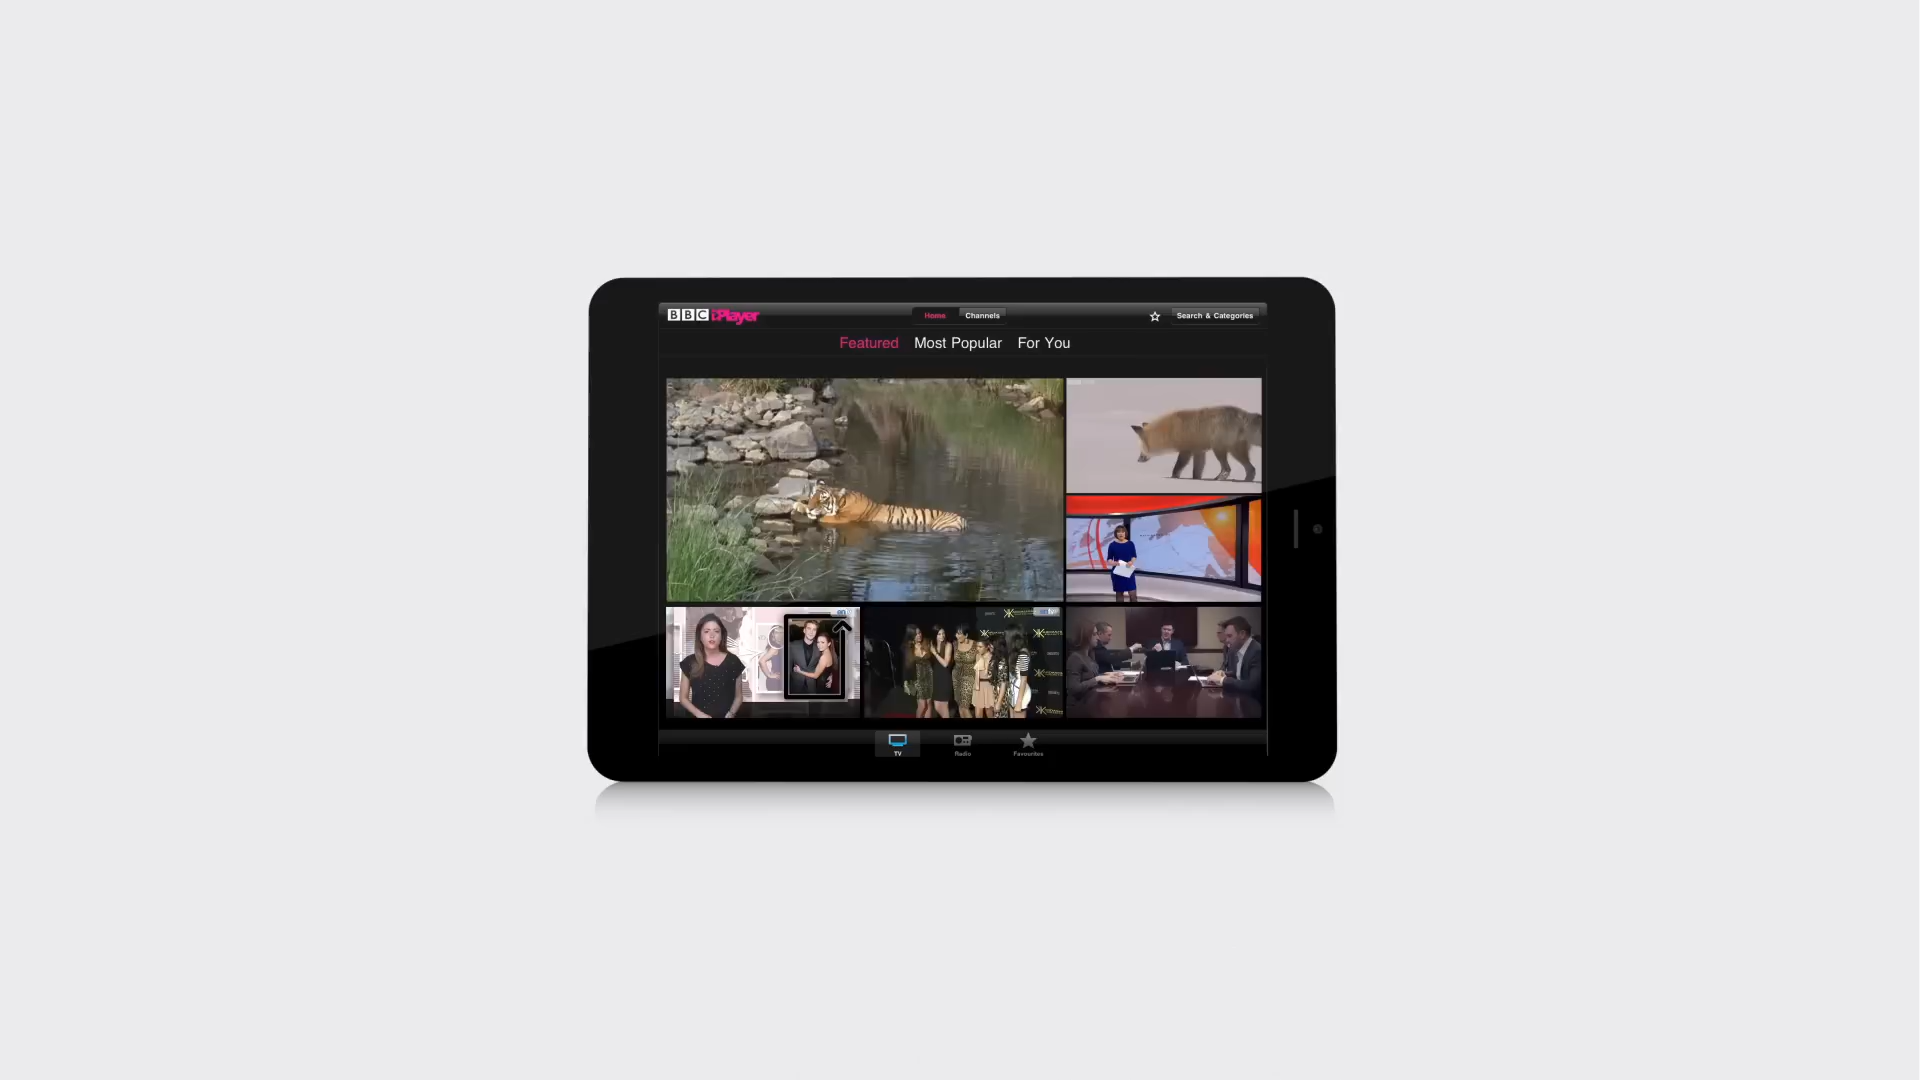 BBC iPlayer
Home
Channels
Search & Categories
Featured
Most Popular
For You
TV
Radio
Favourites